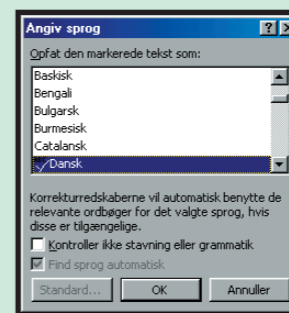 Angiv sprog
Opfat den markerede tekst som:
Baskisk
Bengali
Bulgarsk
Burmesisk
Catalansk
Dansk
Korrekturredskaberne vil automatisk benytte de
relevante ordbøger for det valgte sprog, hvis
disse er tilgængelige.
Kontroller ikke stavning eller grammatik
Find sprog automatisk
Standard... OK Annuller